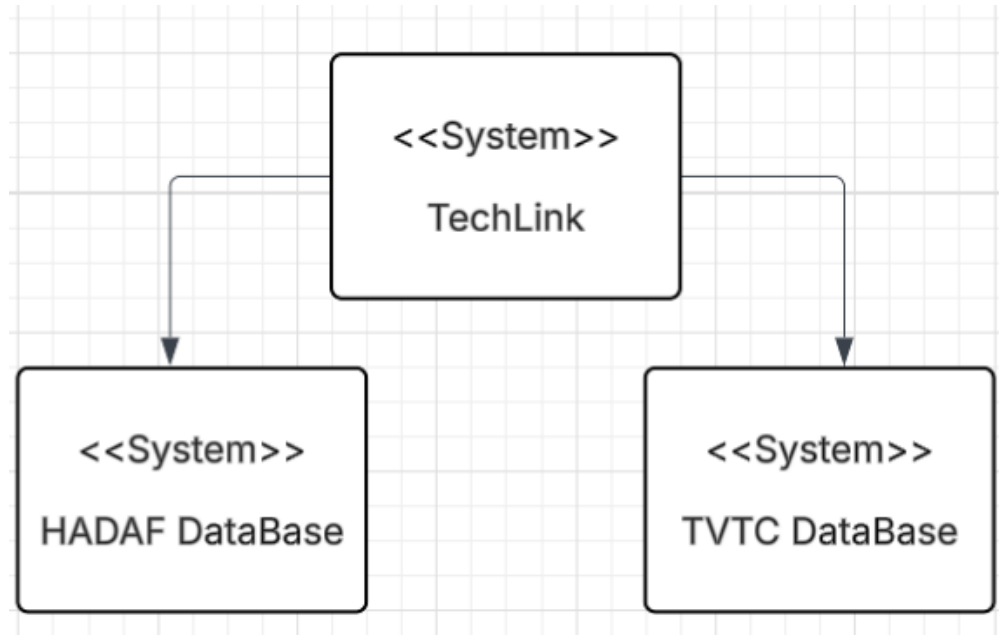 <<System>>
TechLink
<<System>>
HADAF DataBase
<<System>>
TVTC DataBase